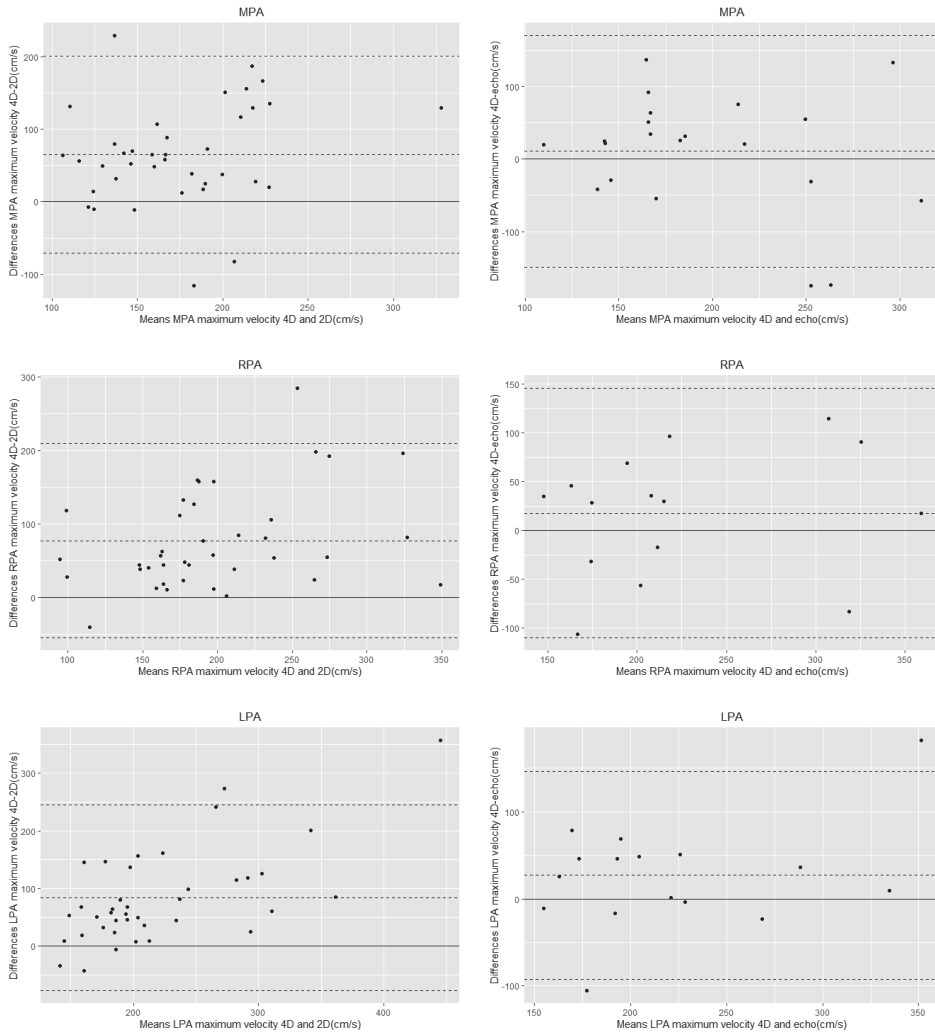 MPA
Differences MPA maximum velocity 4D-2D(cm/s)
200
100
0
-100
100
150
200
250
300
Means MPA maximum velocity 4D and 2D(cm/s)
MPA
Differences MPA maximum velocity 4D-echo(cm/s)
100
0
-100
100
150
200
250
300
Means MPA maximum velocity 4D and echo(cm/s)
RPA
Differences RPA maximum velocity 4D-2D(cm/s)
300
200
100
0
100
150
200
250
300
350
Means RPA maximum velocity 4D and 2D(cm/s)
RPA
Differences RPA maximum velocity 4D-echo(cm/s)
150
100
50
0
-50
-100
150
200
250
300
350
Means RPA maximum velocity 4D and echo(cm/s)
LPA
Differences LPA maximum velocity 4D-2D(cm/s)
300
200
100
0
200
300
400
Means LPA maximum velocity 4D and 2D(cm/s)
LPA
Differences LPA maximum velocity 4D-echo(cm/s)
100
0
-100
150
200
250
300
350
Means LPA maximum velocity 4D and echo(cm/s)